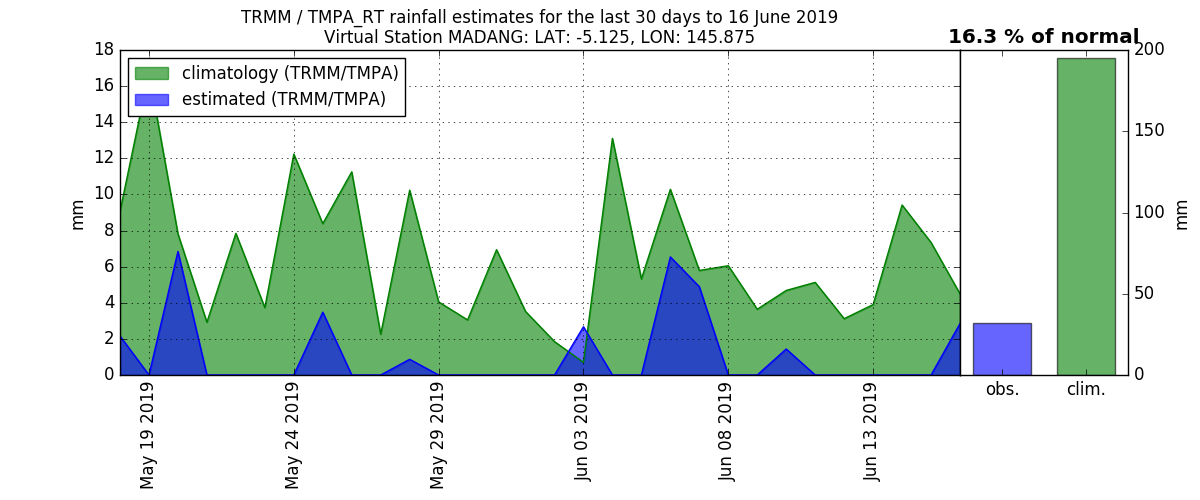 TRMM / TMPA_RT rainfall estimates for the last 30 days to 16 June 2019
Virtual Station MADANG: LAT: -5.125, LON: 145.875
16.3 % of normal
climatology (TRMM/TMPA)
estimated (TRMM/TMPA)
18
16
14
12
10
8
6
4
2
0
mm
May 19 2019
May 24 2019
May 29 2019
Jun 03 2019
Jun 08 2019
Jun 13 2019
200
150
100
50
0
mm
obs.
clim.